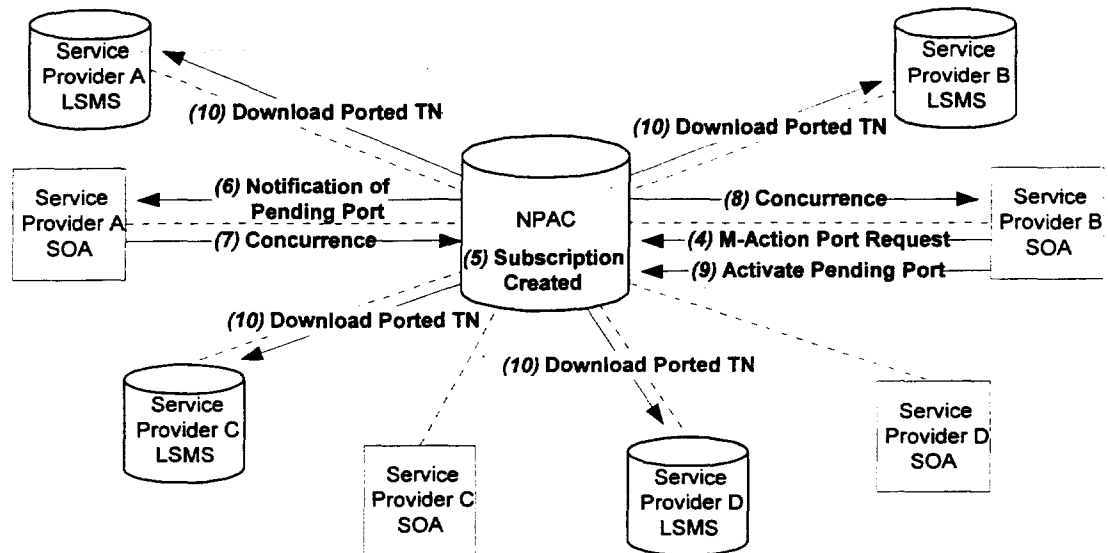 Service
Provider A
LSMS
Service
Provider B
LSMS
(10) Download Ported TN
(10) Download Ported TN
Service
Provider A
SOA
(6) Notification of
Pending Port
(7) Concurrence
NPAC
(5) Subscription
Created
(8) Concurrence
(4) M-Action Port Request
(9) Activate Pending Port
Service
Provider B
SOA
(10) Download Ported TN
(10) Download Ported TN
Service
Provider C
LSMS
Service
Provider C
SOA
Service
Provider D
LSMS
Service
Provider D
SOA